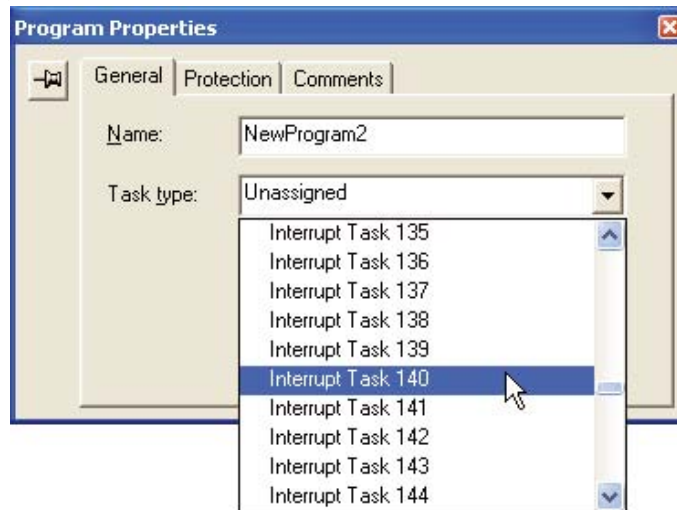 Program Properties
General Protection Comments
Name: NewProgram2
Task type: Unassigned
Interrupt Task 135
Interrupt Task 136
Interrupt Task 137
Interrupt Task 138
Interrupt Task 139
Interrupt Task 140
Interrupt Task 141
Interrupt Task 142
Interrupt Task 143
Interrupt Task 144